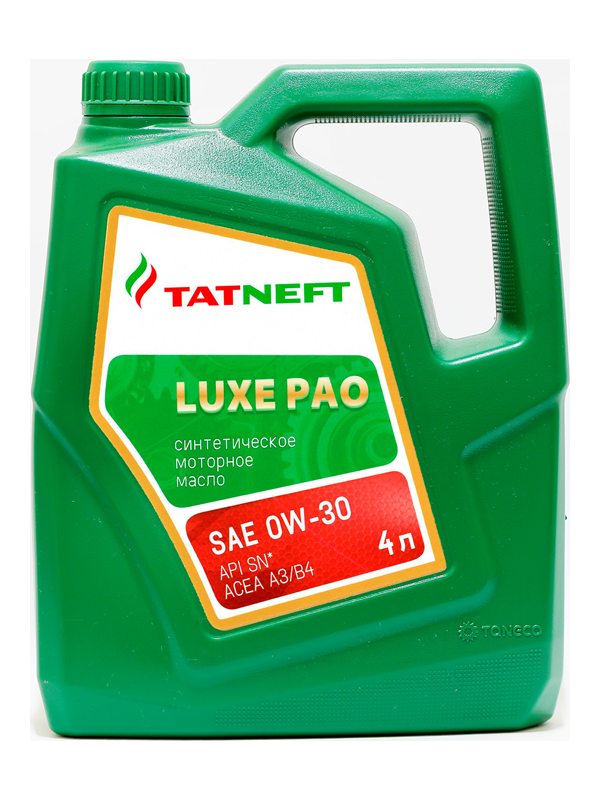 TATNEFT
LUXE PAO
синтетическое
моторное
масло
SAE 0W-30
API SN*
ACEA A3/B4
4 л
TANECO